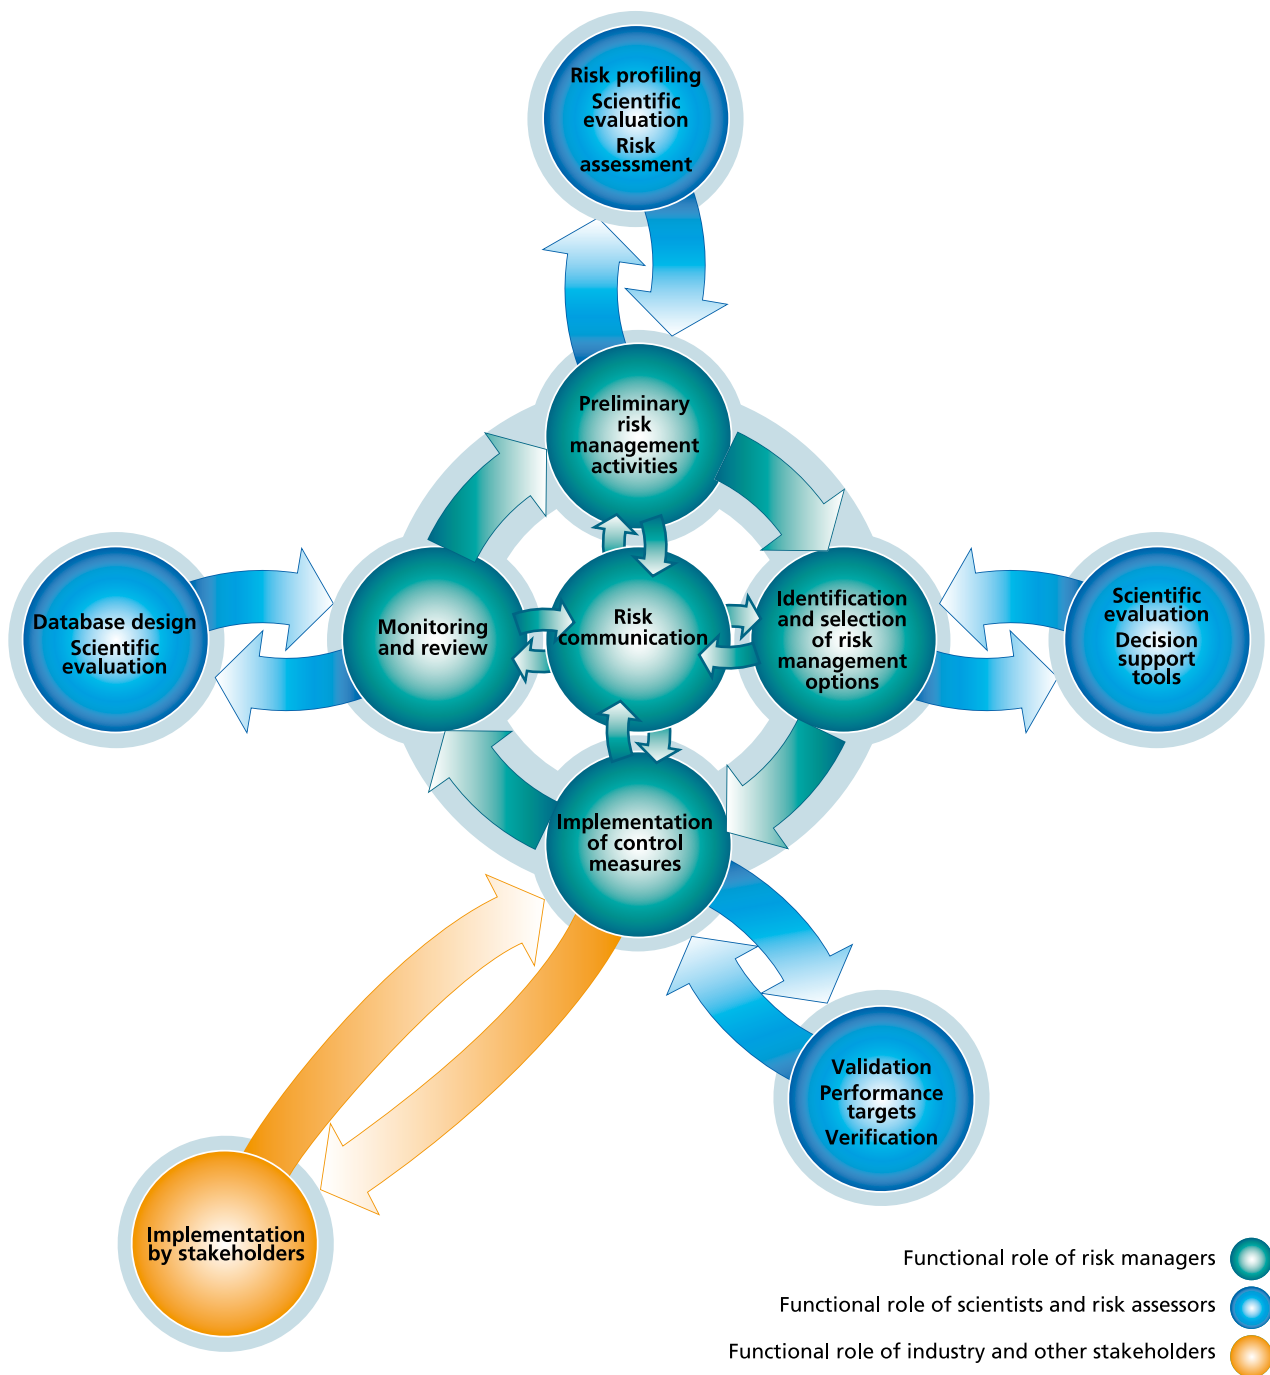 Risk profiling
Scientific
evaluation
Risk
assessment
Preliminary
risk
management
activities
Database design
Scientific
evaluation
Monitoring
and review
Risk
communication
Identification
and selection
of risk
management
options
Scientific
evaluation
Decision
support
tools
Implementation
of control
measures
Validation
Performance
targets
Verification
Implementation
by stakeholders
Functional role of risk managers
Functional role of scientists and risk assessors
Functional role of industry and other stakeholders